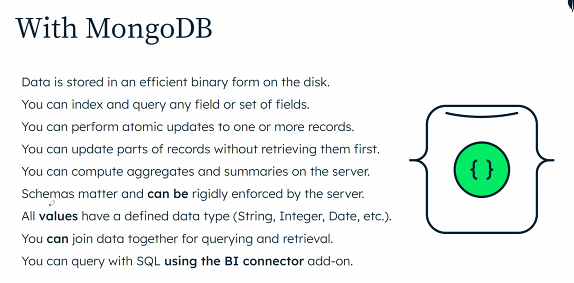 With MongoDB
Data is stored in an efficient binary form on the disk.
You can index and query any field or set of fields.
You can perform atomic updates to one or more records.
You can update parts of records without retrieving them first.
You can compute aggregates and summaries on the server.
Schemas matter and can be rigidly enforced by the server.
All values have a defined data type (String, Integer, Date, etc.).
You can join data together for querying and retrieval.
You can query with SQL using the BI connector add-on.
{ }